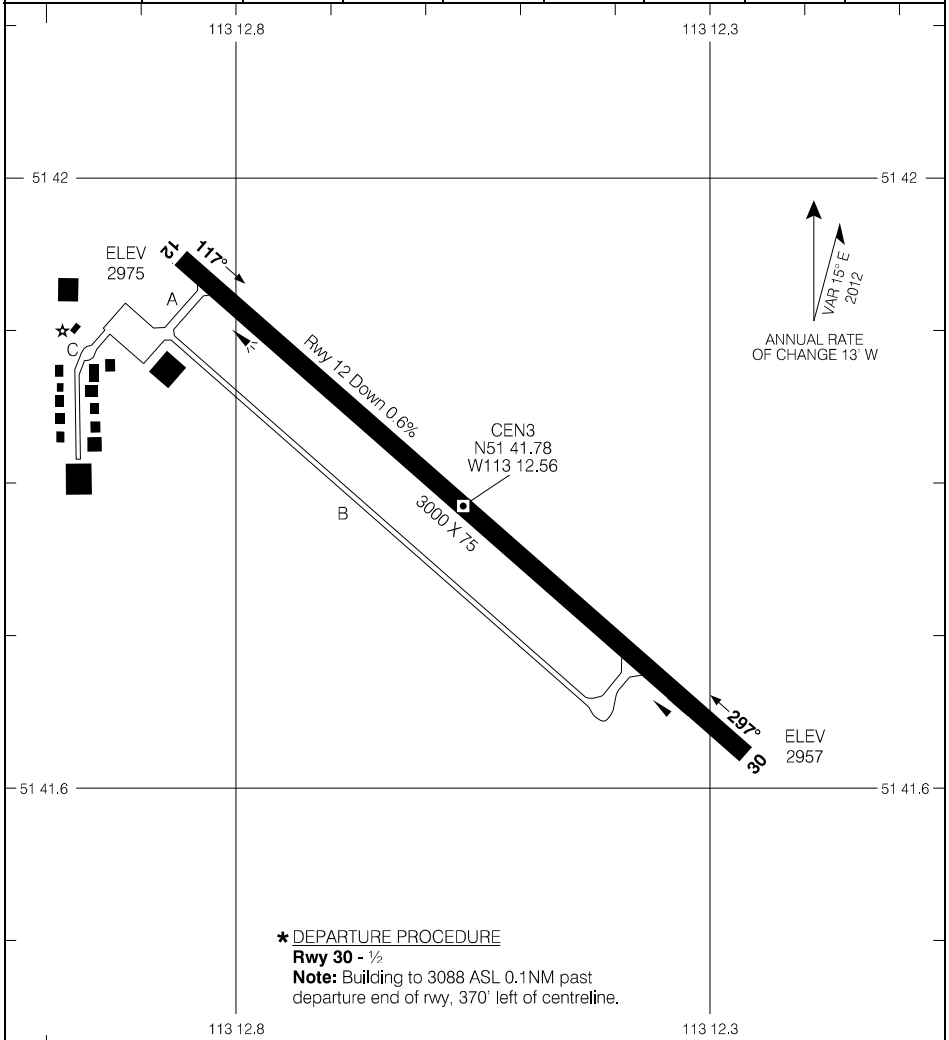 113 12.8
113 12.3
51 42
51 42
ELEV
2975
12
117°
A
C
VAR 15° E
2012
ANNUAL RATE
OF CHANGE 13' W
Rwy 12 Down 0.6%
CEN3
N51 41.78
W113 12.56
3000 X 75
B
297°
ELEV
2957
30
51 41.6
51 41.6
* DEPARTURE PROCEDURE
Rwy 30 - ½
Note: Building to 3088 ASL 0.1NM past
departure end of rwy, 370' left of centreline.
113 12.8
113 12.3